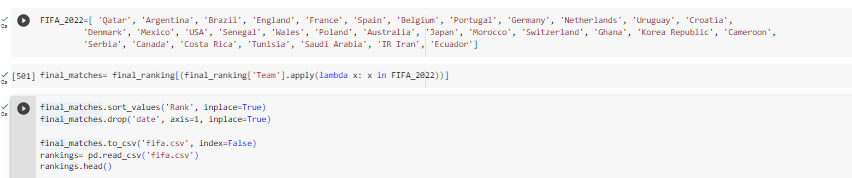 FIFA_2022=[ 'Qatar', 'Argentina', 'Brazil', 'England', 'France', 'Spain', 'Belgium', 'Portugal', 'Germany', 'Netherlands', 'Uruguay', 'Croatia',
'Denmark', 'Mexico', 'USA', 'Senegal', 'Wales', 'Poland', 'Australia', 'Japan', 'Morocco', 'Switzerland', 'Ghana', 'Korea Republic', 'Cameroon',
'Serbia', 'Canada', 'Costa Rica', 'Tunisia', 'Saudi Arabia', 'IR Iran', 'Ecuador']
0s
[501] final_matches= final_ranking[(final_ranking['Team'].apply(lambda x: x in FIFA_2022))]
0s
final_matches.sort_values('Rank', inplace=True)
0s
final_matches.drop('date', axis=1, inplace=True)
final_matches.to_csv('fifa.csv', index=False)
rankings= pd.read_csv('fifa.csv')
rankings.head()